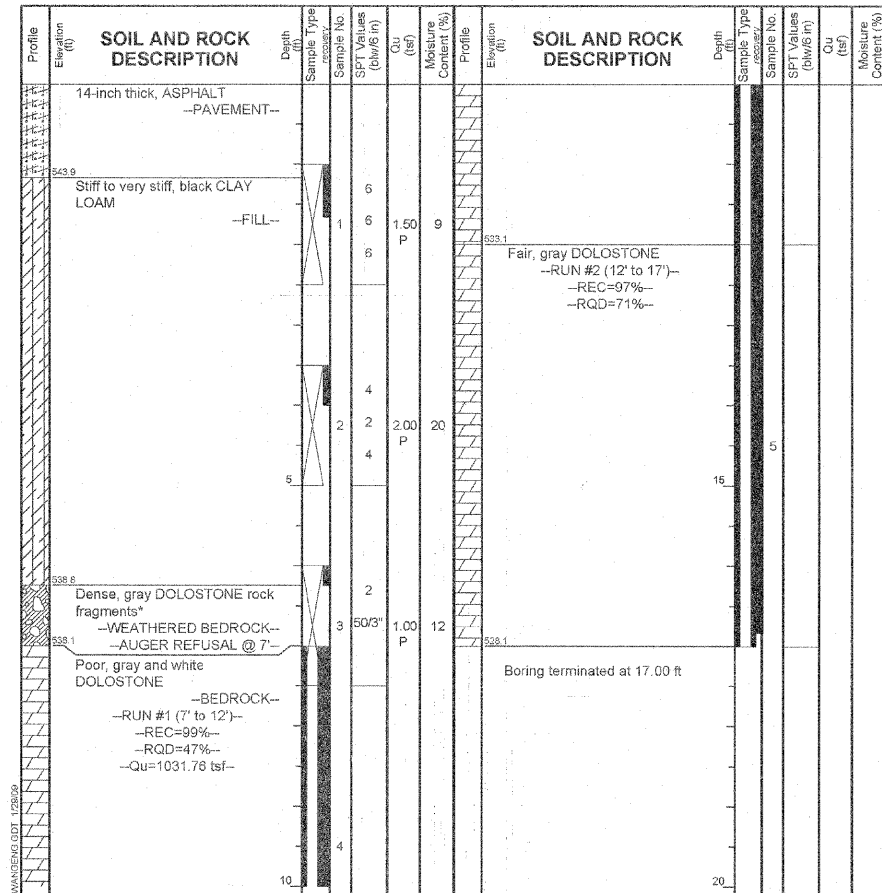 Profile
Elevation (ft)
SOIL AND ROCK
DESCRIPTION
Depth (ft)
Sample Type
recovery
Sample No.
SPT Values (blw/6 in)
Qu (tsf)
Moisture Content (%)
Profile
Elevation (ft)
SOIL AND ROCK
DESCRIPTION
Depth (ft)
Sample Type
recovery
Sample No.
SPT Values (blw/6 in)
Qu (tsf)
Moisture Content (%)
14-inch thick, ASPHALT
--PAVEMENT--
543.9
Stiff to very stiff, black CLAY
LOAM
--FILL--
1
6
6
6
1.50
P
9
2
4
2
4
2.00
P
20
5
538.8
Dense, gray DOLOSTONE rock
fragments*
--WEATHERED BEDROCK--
--AUGER REFUSAL @ 7'--
3
2
50/3"
1.00
P
12
538.1
Poor, gray and white
DOLOSTONE
--BEDROCK--
--RUN #1 (7' to 12')--
--REC=99%--
--RQD=47%--
--Qu=1031.76 tsf--
4
10
533.1
Fair, gray DOLOSTONE
--RUN #2 (12' to 17')--
--REC=97%--
--RQD=71%--
5
15
528.1
Boring terminated at 17.00 ft
20
WANGENG.GDT 1/29/09